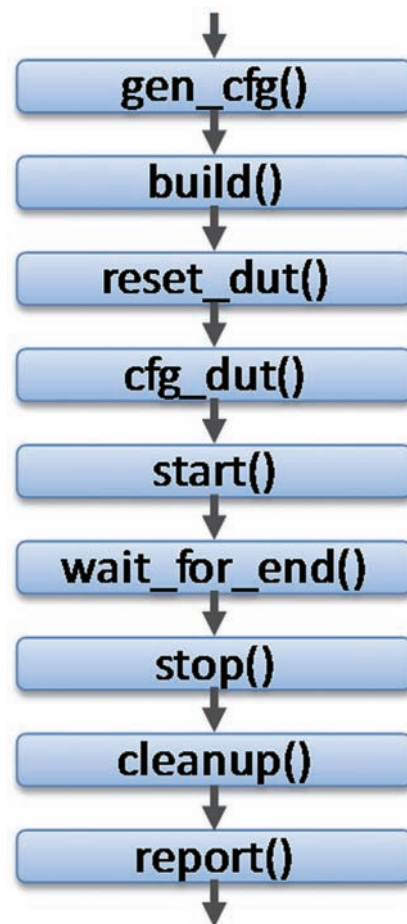 gen_cfg()
build()
reset_dut()
cfg_dut()
start()
wait_for_end()
stop()
cleanup()
report()